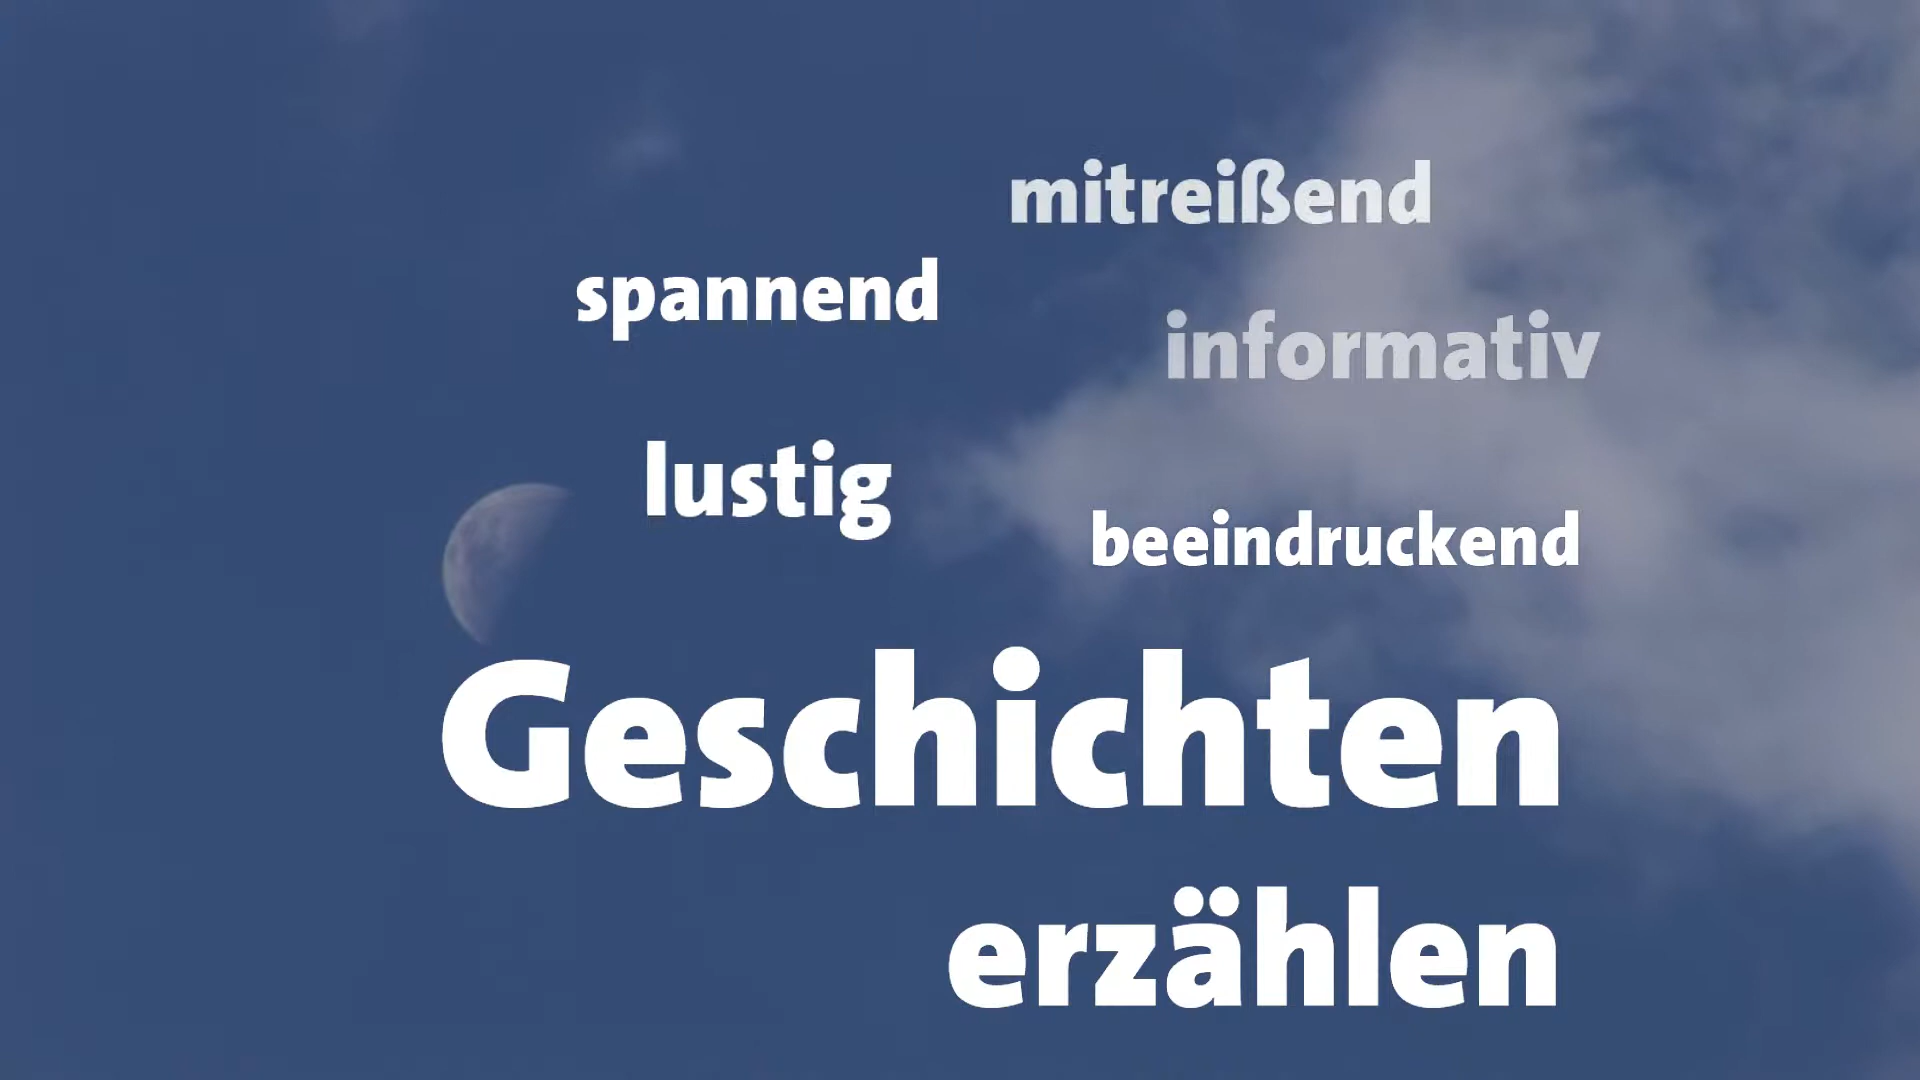 mitreißend
spannend
informativ
lustig
beeindruckend
Geschichten
erzählen